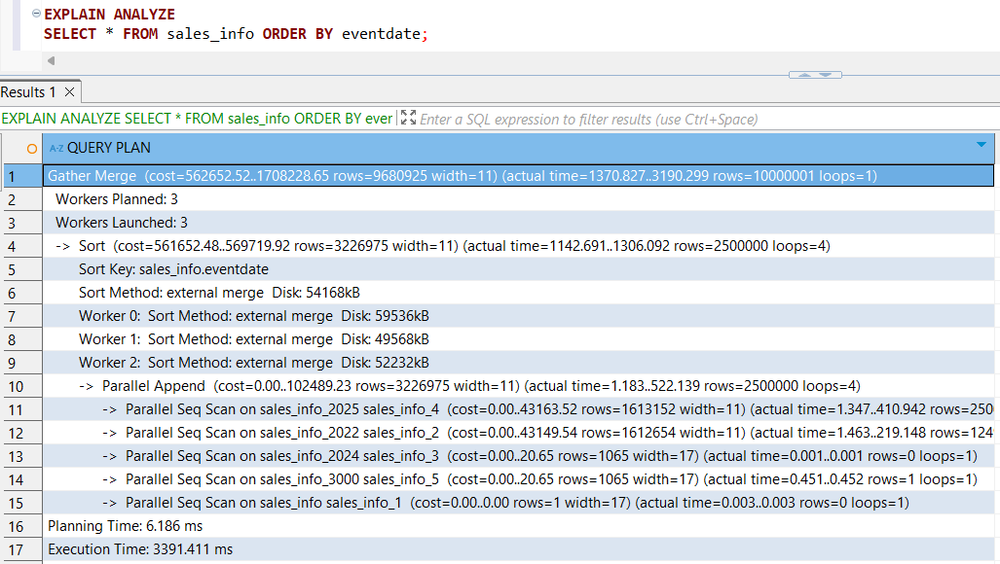 EXPLAIN ANALYZE
SELECT * FROM sales_info ORDER BY eventdate;
Results 1
EXPLAIN ANALYZE SELECT * FROM sales_info ORDER BY ever Enter a SQL expression to filter results (use Ctrl+Space)
A-Z QUERY PLAN
1 Gather Merge (cost=562652.52..1708228.65 rows=9680925 width=11) (actual time=1370.827..3190.299 rows=10000001 loops=1)
2 Workers Planned: 3
3 Workers Launched: 3
4 -> Sort (cost=561652.48..569719.92 rows=3226975 width=11) (actual time=1142.691..1306.092 rows=2500000 loops=4)
5 Sort Key: sales_info.eventdate
6 Sort Method: external merge Disk: 54168kB
7 Worker 0: Sort Method: external merge Disk: 59536kB
8 Worker 1: Sort Method: external merge Disk: 49568kB
9 Worker 2: Sort Method: external merge Disk: 52232kB
10 -> Parallel Append (cost=0.00..102489.23 rows=3226975 width=11) (actual time=1.183..522.139 rows=2500000 loops=4)
11 -> Parallel Seq Scan on sales_info_2025 sales_info_4 (cost=0.00..43163.52 rows=1613152 width=11) (actual time=1.347..410.942 rows=250
12 -> Parallel Seq Scan on sales_info_2022 sales_info_2 (cost=0.00..43149.54 rows=1612654 width=11) (actual time=1.463..219.148 rows=124
13 -> Parallel Seq Scan on sales_info_2024 sales_info_3 (cost=0.00..20.65 rows=1065 width=17) (actual time=0.001..0.001 rows=0 loops=1)
14 -> Parallel Seq Scan on sales_info_3000 sales_info_5 (cost=0.00..20.65 rows=1065 width=17) (actual time=0.451..0.452 rows=1 loops=1)
15 -> Parallel Seq Scan on sales_info sales_info_1 (cost=0.00..0.00 rows=1 width=17) (actual time=0.003..0.003 rows=0 loops=1)
16 Planning Time: 6.186 ms
17 Execution Time: 3391.411 ms